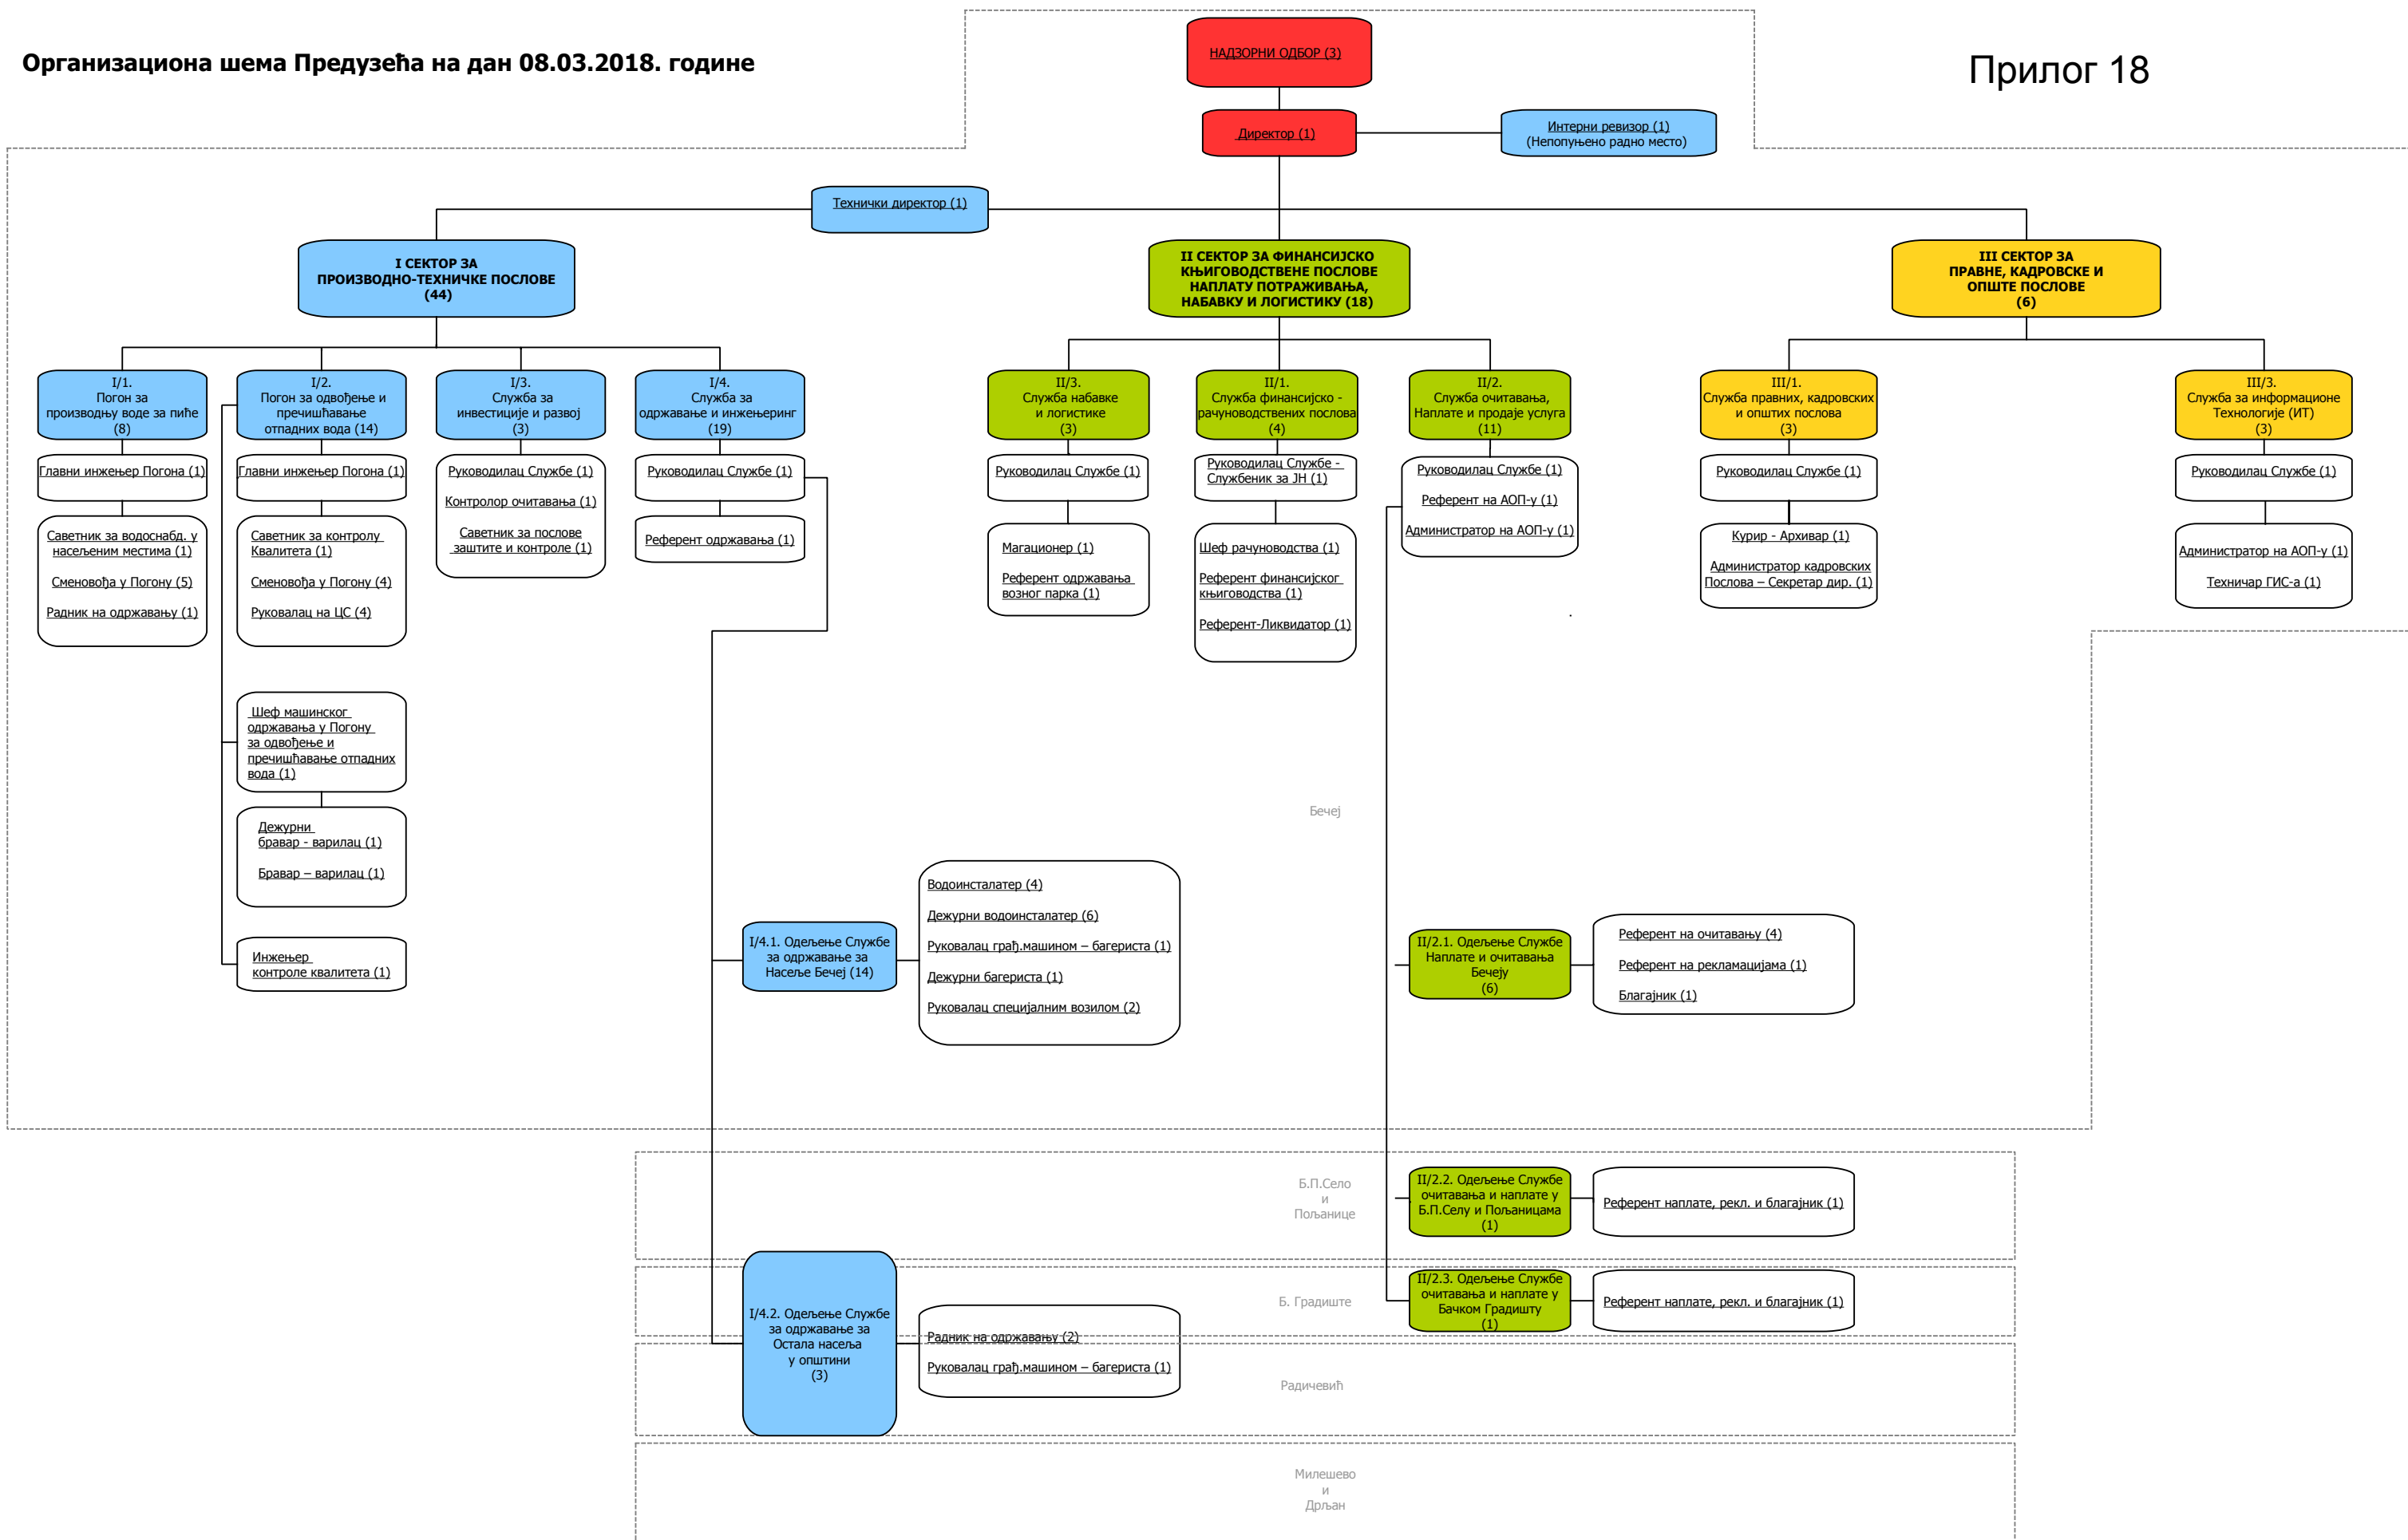 Организациона шема Предузећа на дан 08.03.2018. године
Прилог 18
НАДЗОРНИ ОДБОР (3)
Директор (1)
Интерни ревизор (1)
(Непопуњено радно место)
Технички директор (1)
I СЕКТОР ЗА
ПРОИЗВОДНО-ТЕХНИЧКЕ ПОСЛОВЕ
(44)
II СЕКТОР ЗА ФИНАНСИЈСКО
КЊИГОВОДСТВЕНЕ ПОСЛОВЕ
НАПЛАТУ ПОТРАЖИВАЊА,
НАБАВКУ И ЛОГИСТИКУ (18)
III СЕКТОР ЗА
ПРАВНЕ, КАДРОВСКЕ И
ОПШТЕ ПОСЛОВЕ
(6)
I/1.
Погон за
производњу воде за пиће
(8)
I/2.
Погон за одвођење и
пречишћавање
отпадних вода (14)
I/3.
Служба за
инвестиције и развој
(3)
I/4.
Служба за
одржавање и инжењеринг
(19)
II/3.
Служба набавке
и логистике
(3)
II/1.
Служба финансијско -
рачуноводствених послова
(4)
II/2.
Служба очитавања,
Наплате и продаје услуга
(11)
III/1.
Служба правних, кадровских
и општих послова
(3)
III/3.
Служба за информационе
Технологије (ИТ)
(3)
Главни инжењер Погона (1)
Саветник за водоснабд. у
насељеним местима (1)
Сменовођа у Погону (5)
Радник на одржавању (1)
Главни инжењер Погона (1)
Саветник за контролу
Квалитета (1)
Сменовођа у Погону (4)
Руковалац на ЦС (4)
Шеф машинског
одржавања у Погону
за одвођење и
пречишћавање отпадних
вода (1)
Дежурни
бравар - варилац (1)
Бравар – варилац (1)
Инжењер
контроле квалитета (1)
Руководилац Службе (1)
Контролор очитавања (1)
Саветник за послове
заштите и контроле (1)
Руководилац Службе (1)
Референт одржавања (1)
Руководилац Службе (1)
Магационер (1)
Референт одржавања
возног парка (1)
Руководилац Службе -
Службеник за ЈН (1)
Шеф рачуноводства (1)
Референт финансијског
књиговодства (1)
Референт-Ликвидатор (1)
Руководилац Службе (1)
Референт на АОП-у (1)
Администратор на АОП-у (1)
Руководилац Службе (1)
Курир - Архивар (1)
Администратор кадровских
Послова – Секретар дир. (1)
Руководилац Службе (1)
Администратор на АОП-у (1)
Техничар ГИС-а (1)
Бечеј
I/4.1. Одељење Службе
за одржавање за
Насеље Бечеј (14)
Водоинсталатер (4)
Дежурни водоинсталатер (6)
Руковалац грађ.машином – багериста (1)
Дежурни багериста (1)
Руковалац специјалним возилом (2)
II/2.1. Одељење Службе
Наплате и очитавања
Бечеју
(6)
Референт на очитавању (4)
Референт на рекламацијама (1)
Благајник (1)
Б.П.Село
и
Пољанице
II/2.2. Одељење Службе
очитавања и наплате у
Б.П.Селу и Пољаницама
(1)
Референт наплате, рекл. и благајник (1)
I/4.2. Одељење Службе
за одржавање за
Остала насеља
у општини
(3)
Радник на одржавању (2)
Руковалац грађ.машином – багериста (1)
Б. Градиште
II/2.3. Одељење Службе
очитавања и наплате у
Бачком Градишту
(1)
Референт наплате, рекл. и благајник (1)
Радичевић
Милешево
и
Дрљан